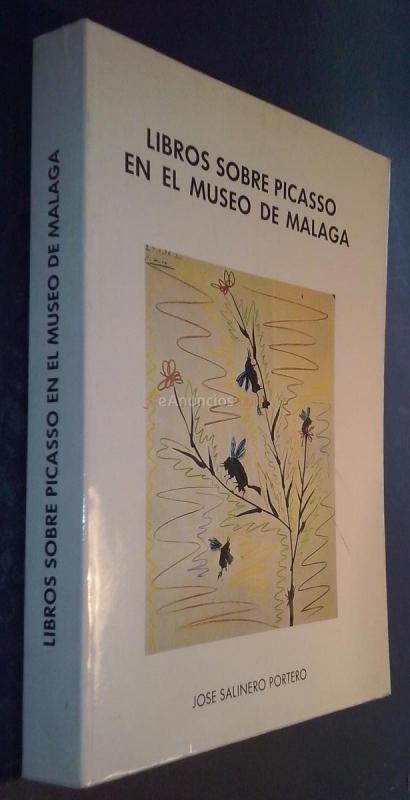 LIBROS SOBRE PICASSO EN EL MUSEO DE MALAGA
LIBROS SOBRE PICASSO
EN EL MUSEO DE MALAGA
eAnuncios
JOSE SALINERO PORTERO